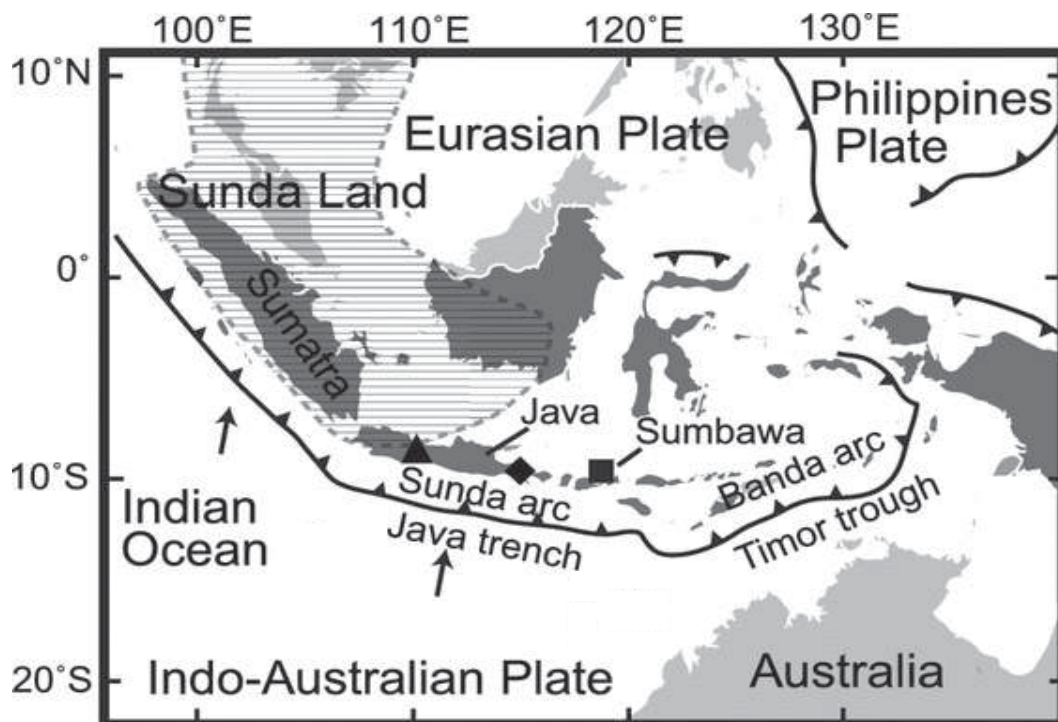 100°E 110°E 120°E 130°E
10°N
Philippines
Plate
Eurasian Plate
Sunda Land
0°
Sumatra
Java
Sumbawa
10°S
Sunda arc
Banda arc
Indian
Ocean
Java trench
Timor trough
20°S
Indo-Australian Plate
Australia